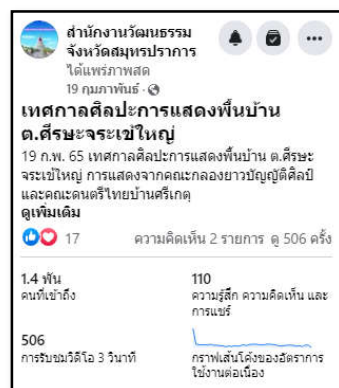 สำนักงานวัฒนธรรม
จังหวัดสมุทรปราการ
ได้แพร่ภาพสด
19 กุมภาพันธ์ ·
เทศกาลศิลปะการแสดงพื้นบ้าน
ต.ศีรษะจระเข้ใหญ่
19 ก.พ. 65 เทศกาลศิลปะการแสดงพื้นบ้าน ต.ศีรษะ
จระเข้ใหญ่ การแสดงจากคณะกลองยาวบัญญัติศิลป์
และคณะดนตรีไทยบ้านศรีเกตุ
ดูเพิ่มเติม
17 ความคิดเห็น 2 รายการ ดู 506 ครั้ง
1.4 พัน
คนที่เข้าถึง
110
ความรู้สึก ความคิดเห็น และ
การแชร์
506
การรับชมวิดีโอ 3 วินาที
กราฟเส้นโค้งของอัตราการ
ใช้งานต่อเนื่อง